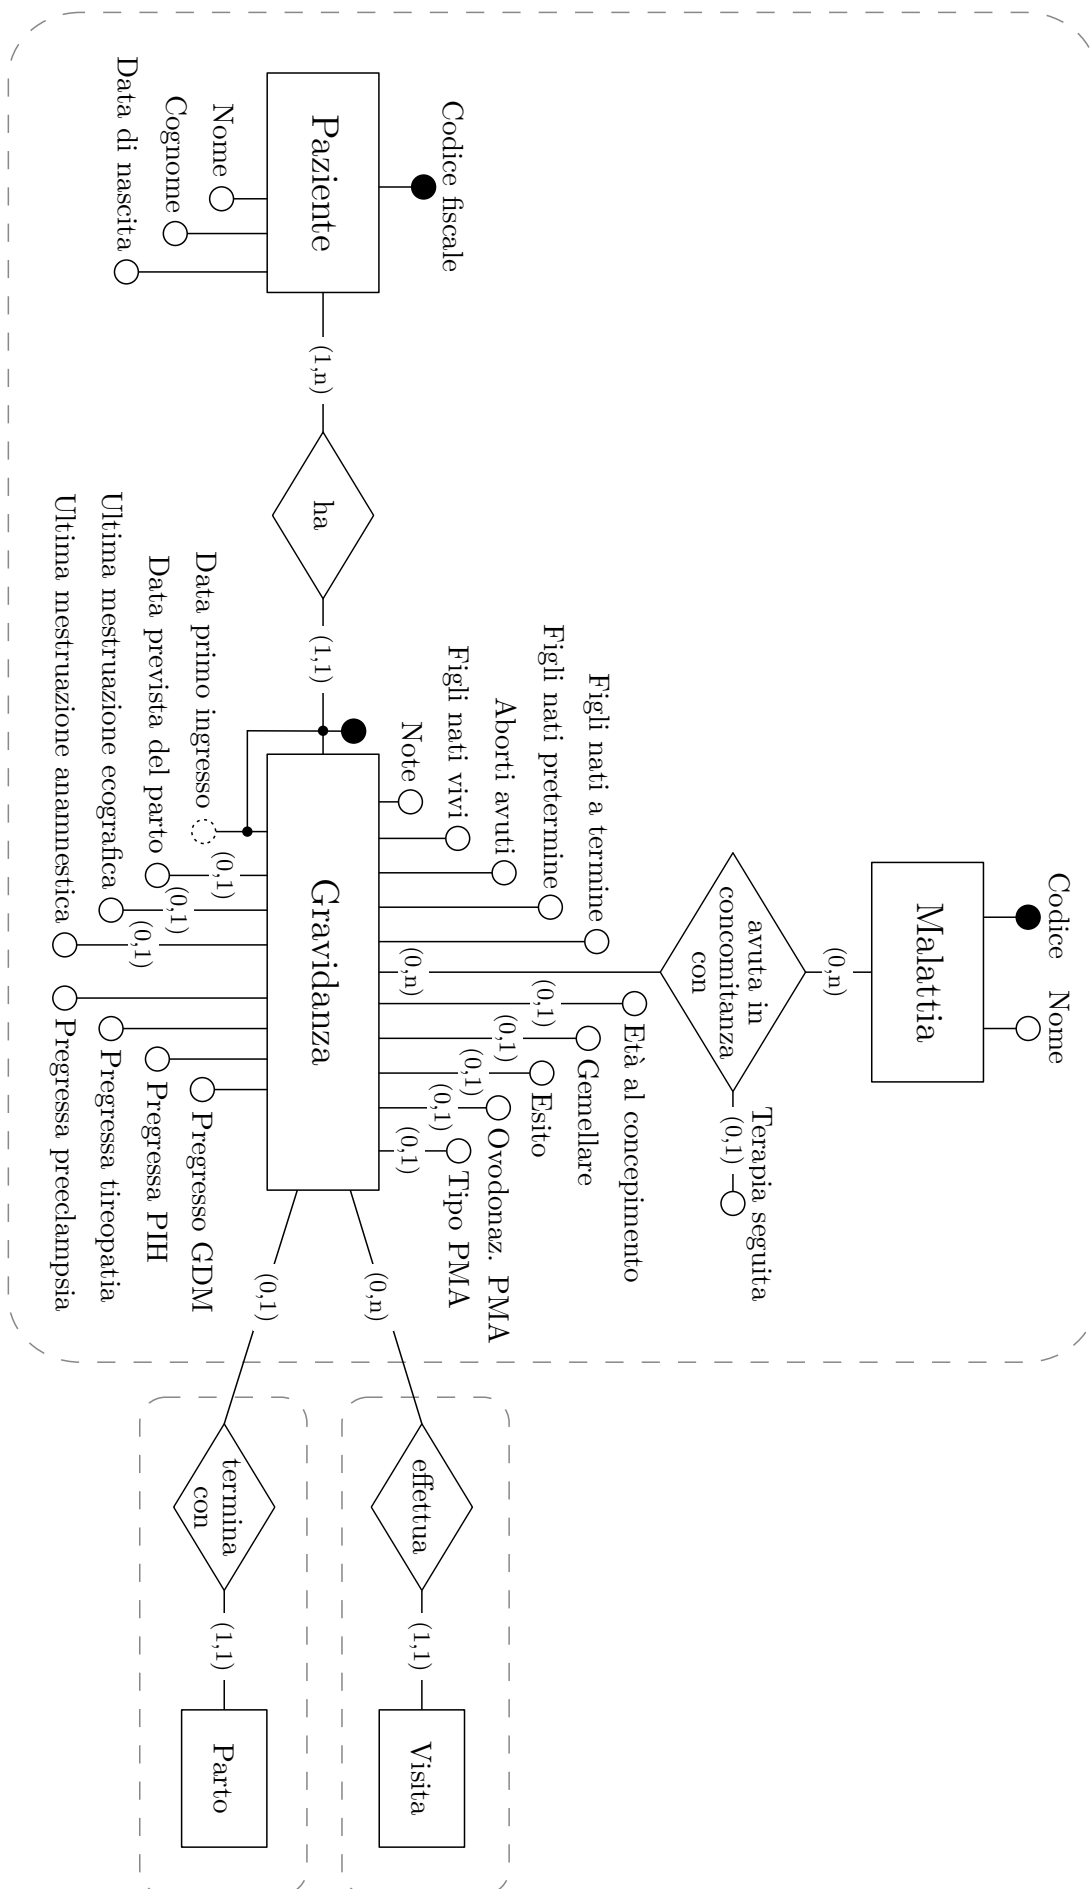 Codice
Nome
Malattia
(0,n)
avuta in
concomitanza
con
Terapia seguita
(0,1)
Codice fiscale
Paziente
Nome
Cognome
Data di nascita
(1,n)
ha
(1,1)
Figli nati a termine
Figli nati pretermine
Aborti avuti
Figli nati vivi
Note
(0,n)
Età al concepimento
(0,1)
Gemellare
(0,1)
Esito
(0,1)
Ovodonaz. PMA
(0,1)
Tipo PMA
(0,1)
Gravidanza
Data primo ingresso
Data prevista del parto
(0,1)
Ultima mestruazione ecografica
(0,1)
Ultima mestruazione anamnestica
(0,1)
Pregresso GDM
Pregressa PIH
Pregressa tireopatia
Pregressa preeclampsia
(0,n)
effettua
(1,1)
Visita
(0,1)
termina
con
(1,1)
Parto